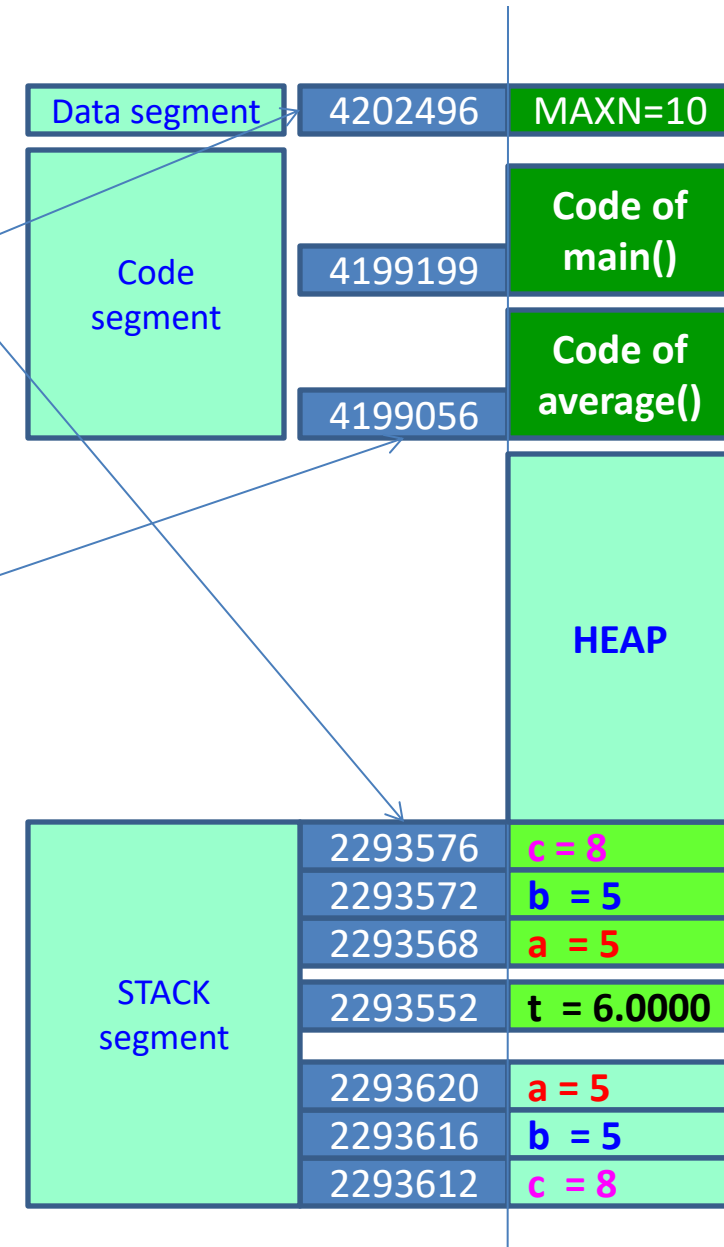 Data segment 4202496 MAXN=10
Code of
main()
Code
segment
4199199
Code of
average()
4199056
HEAP
2293576 c = 8
2293572 b = 5
2293568 a = 5
STACK
segment
2293552 t = 6.0000
2293620 a = 5
2293616 b = 5
2293612 c = 8